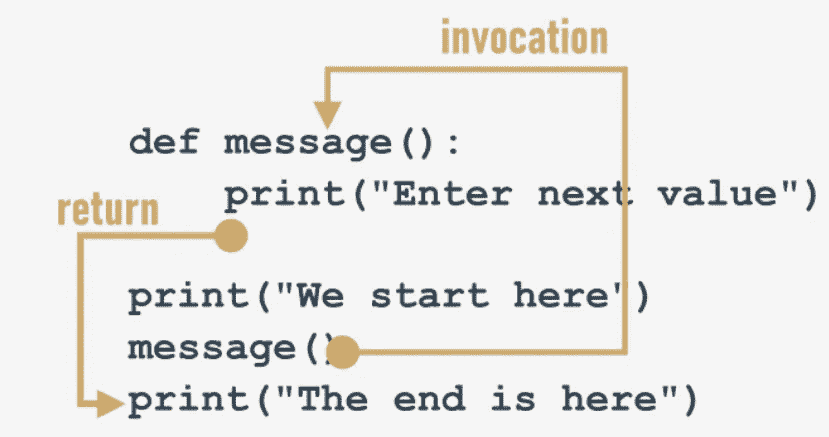 invocation
def message():
print("Enter next value")
return
print("We start here")
message()
print("The end is here")